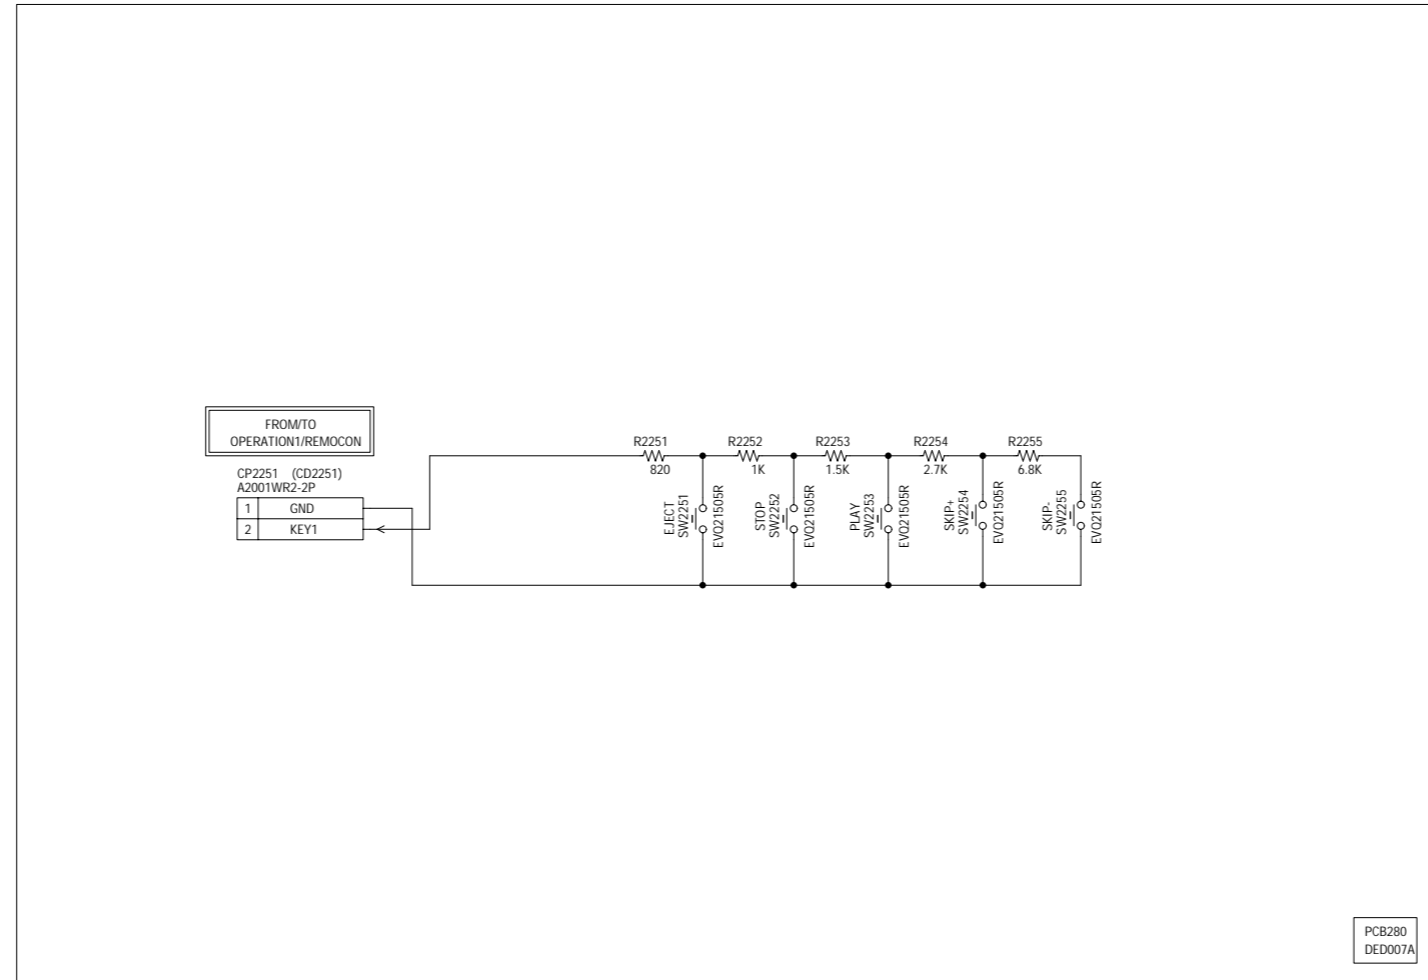 FROM/TO
OPERATION1/REMOCON
CP2251 (CD2251)
A2001WR2-2P
1 GND
2 KEY1
R2251
820
R2252
1K
R2253
1.5K
R2254
2.7K
R2255
6.8K
EJECT
SW2251
EVQ21505R
STOP
SW2252
EVQ21505R
PLAY
SW2253
EVQ21505R
SKIP+
SW2254
EVQ21505R
SKIP-
SW2255
EVQ21505R
PCB280
DED007A